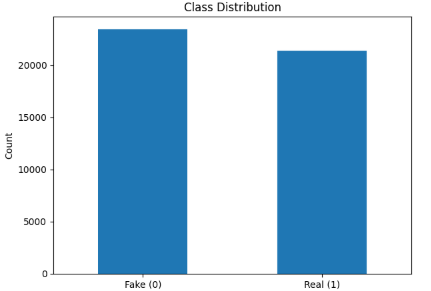 Class Distribution
Count
20000
15000
10000
5000
0
Fake (0)
Real (1)